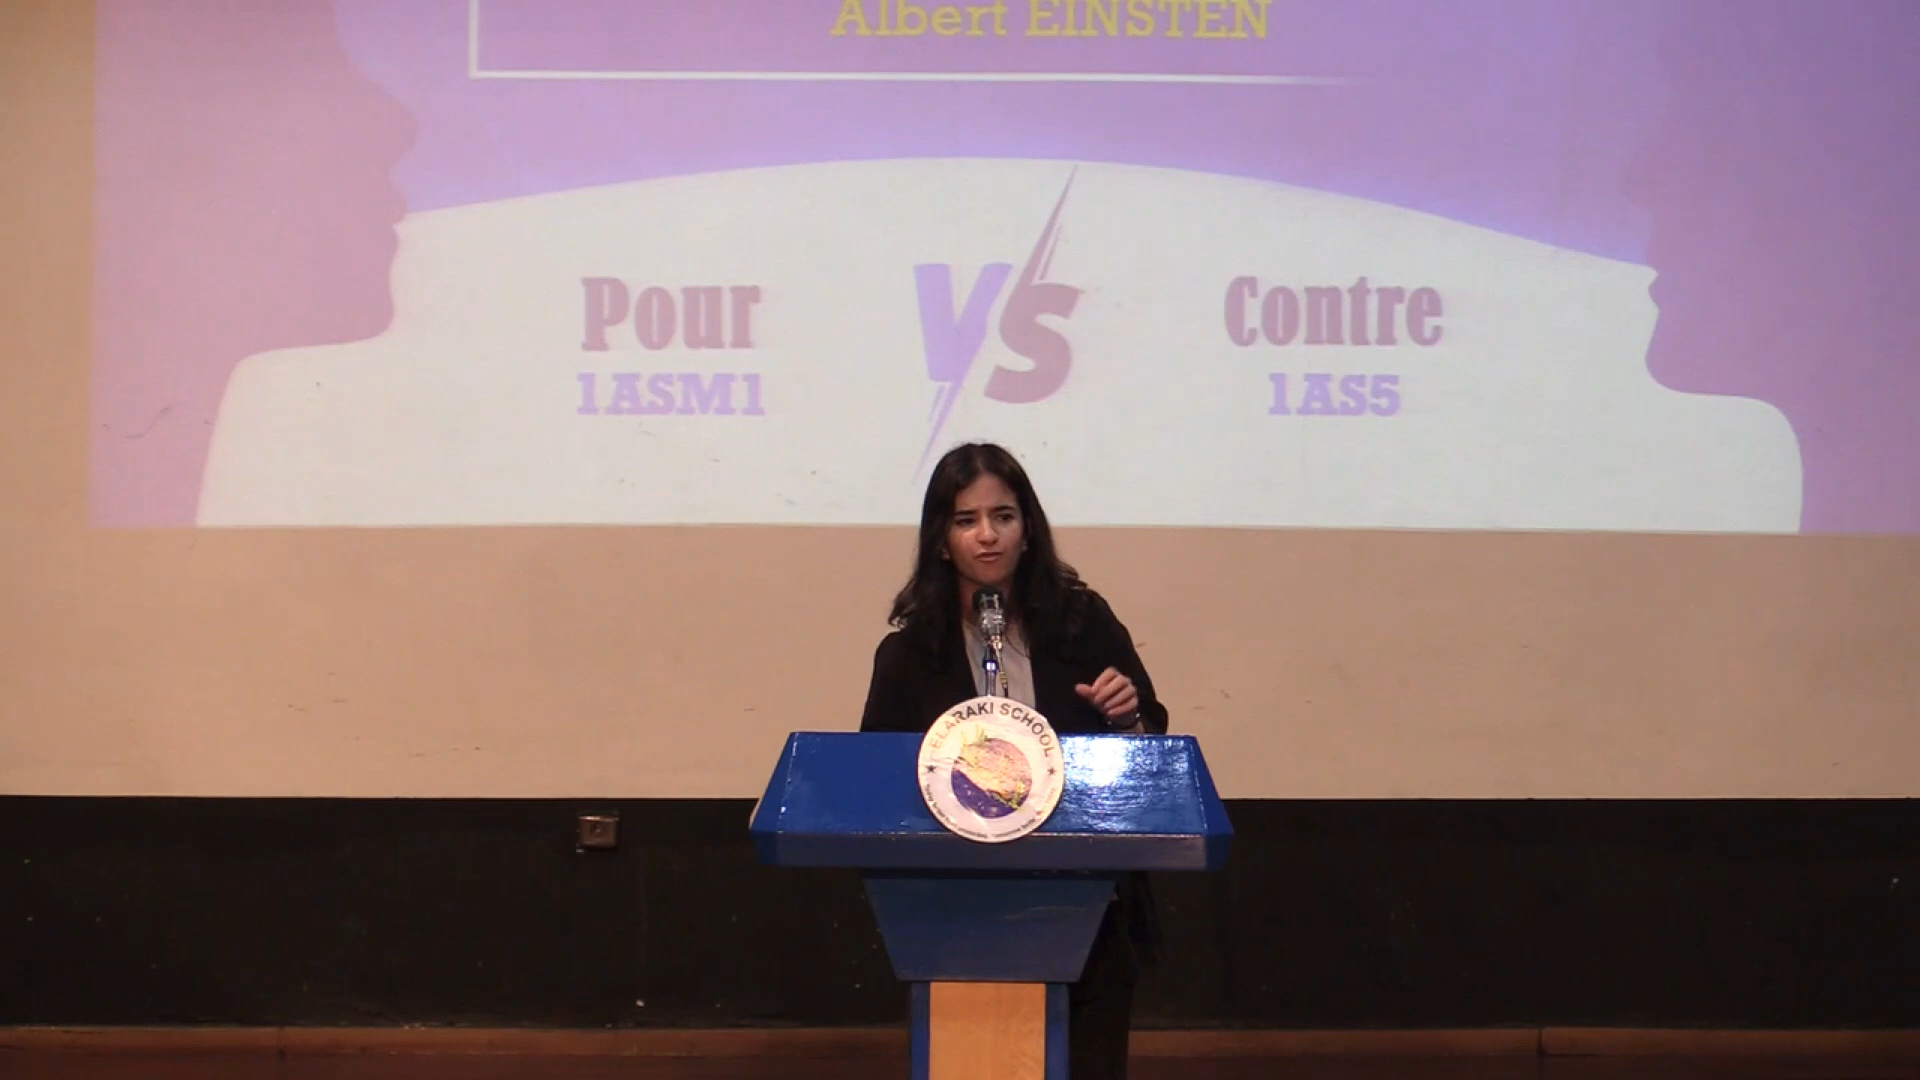 Albert EINSTEN
Pour
VS
Contre
1ASM1
1AS5
ELARAKI SCHOOL